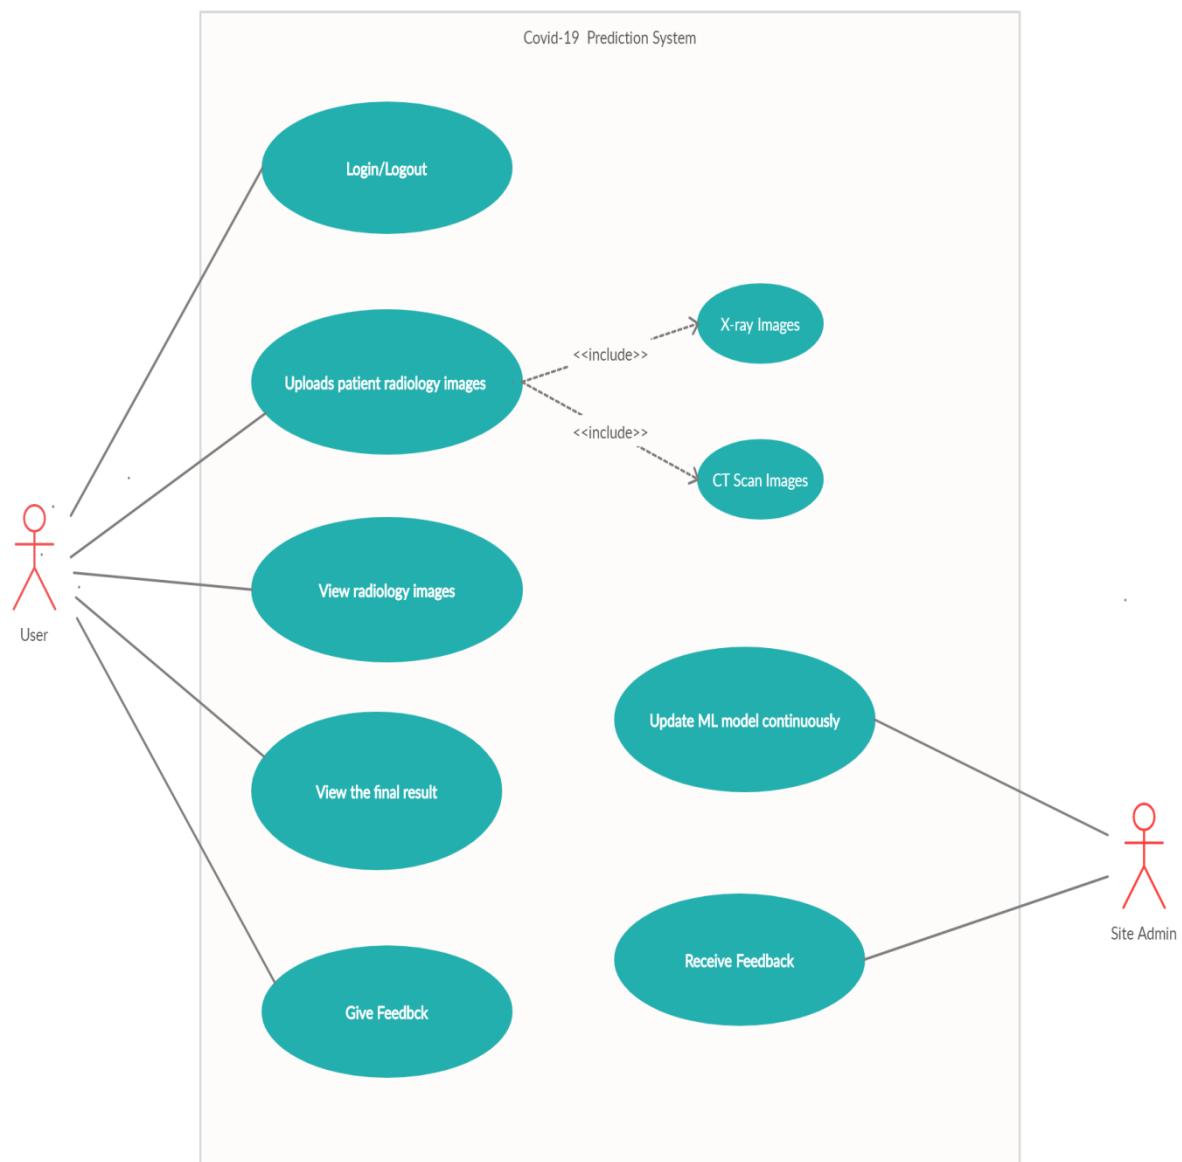 Covid-19 Prediction System
Login/Logout
X-ray Images
<<include>>
Uploads patient radiology images
<<include>>
CT Scan Images
View radiology images
User
Update ML model continuously
View the final result
Site Admin
Receive Feedback
Give Feedbck